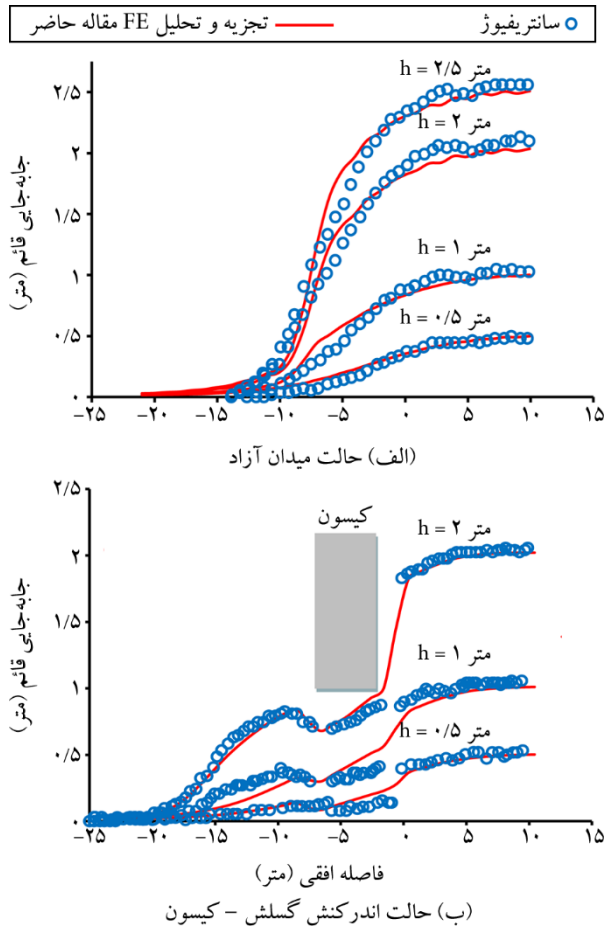 سانتریفیوژ تجزیه و تحلیل FE مقاله حاضر
جابه‌جایی قائم (متر)
۲/۵
۲
۱/۵
۱
۰/۵
۰
h = ۲/۵ متر
h = ۲ متر
h = ۱ متر
h = ۰/۵ متر
−۲۵ −۲۰ −۱۵ −۱۰ −۵ ۰ ۵ ۱۰ ۱۵
(الف) حالت میدان آزاد
جابه‌جایی قائم (متر)
۲/۵
۲
۱/۵
۱
۰/۵
۰
کیسون
h = ۲ متر
h = ۱ متر
h = ۰/۵ متر
−۲۵ −۲۰ −۱۵ −۱۰ −۵ ۰ ۵ ۱۰ ۱۵
فاصله افقی (متر)
(ب) حالت اندرکنش گسلش – کیسون